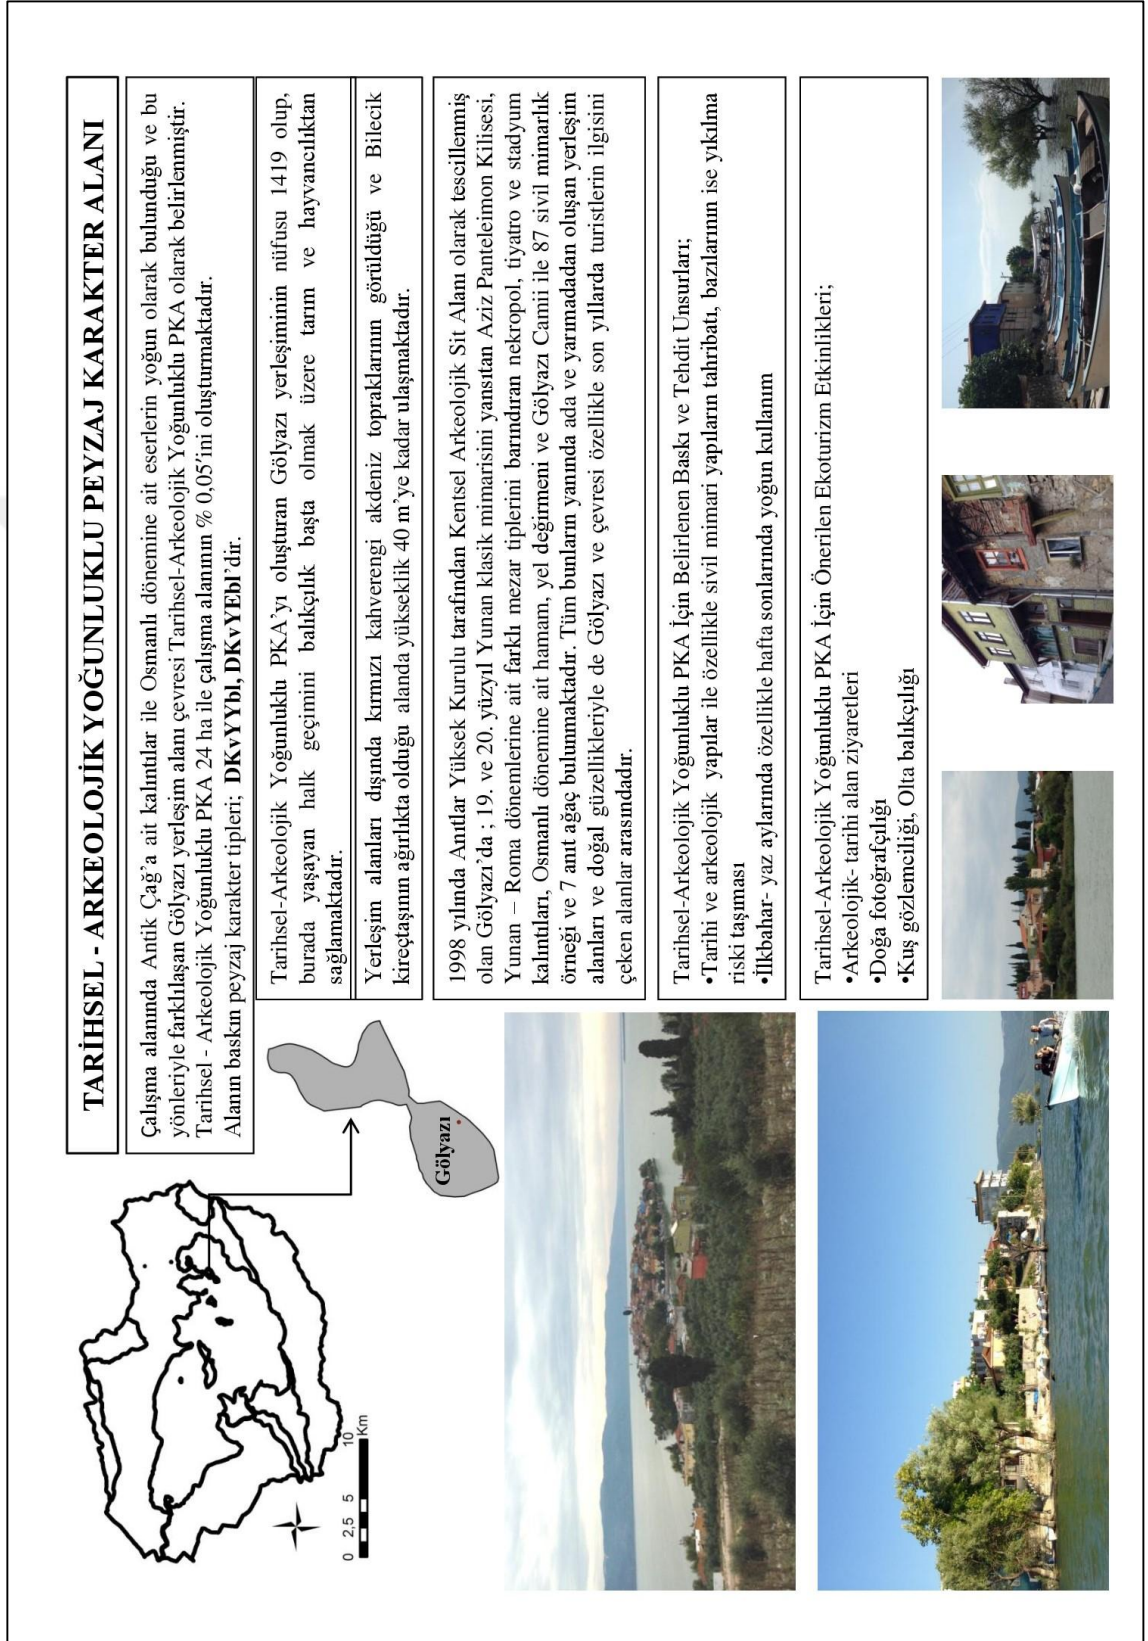 TARİHSEL - ARKEOLOJİK YOĞUNLUKLU PEYZAJ KARAKTER ALANI
Çalışma alanında Antik Çağ'a ait kalıntılar ile Osmanlı dönemine ait eserlerin yoğun olarak bulunduğu ve bu
yönleriyle farklılaşan Gölyazı yerleşim alanı çevresi Tarihsel-Arkeolojik Yoğunluklu PKA olarak belirlenmiştir.
Tarihsel - Arkeolojik Yoğunluklu PKA 24 ha ile çalışma alanının % 0,05'ini oluşturmaktadır.
Alanın baskın peyzaj karakter tipleri; DKvYYbl, DKvYEbl'dir.
Tarihsel-Arkeolojik Yoğunluklu PKA'yı oluşturan Gölyazı yerleşiminin nüfusu 1419 olup,
burada yaşayan halk geçimini balıkçılık başta olmak üzere tarım ve hayvancılıktan
sağlamaktadır.
Yerleşim alanları dışında kırmızı kahverengi akdeniz topraklarının görüldüğü ve Bilecik
kireçtaşının ağırlıkta olduğu alanda yükseklik 40 m'ye kadar ulaşmaktadır.
1998 yılında Anıtlar Yüksek Kurulu tarafından Kentsel Arkeolojik Sit Alanı olarak tescillenmiş
olan Gölyazı'da ; 19. ve 20. yüzyıl Yunan klasik mimarisini yansıtan Aziz Panteleimon Kilisesi,
Yunan – Roma dönemlerine ait farklı mezar tiplerini barındıran nekropol, tiyatro ve stadyum
kalıntıları, Osmanlı dönemine ait hamam, yel değirmeni ve Gölyazı Camii ile 87 sivil mimarlık
örneği ve 7 anıt ağaç bulunmaktadır. Tüm bunların yanında ada ve yarımadadan oluşan yerleşim
alanları ve doğal güzellikleriyle de Gölyazı ve çevresi özellikle son yıllarda turistlerin ilgisini
çeken alanlar arasındadır.
Tarihsel-Arkeolojik Yoğunluklu PKA İçin Belirlenen Baskı ve Tehdit Unsurları;
•Tarihi ve arkeolojik yapılar ile özellikle sivil mimari yapıların tahribatı, bazılarının ise yıkılma
riski taşıması
•İlkbahar- yaz aylarında özellikle hafta sonlarında yoğun kullanım
Tarihsel-Arkeolojik Yoğunluklu PKA İçin Önerilen Ekoturizm Etkinlikleri;
•Arkeolojik- tarihi alan ziyaretleri
•Doğa fotoğrafçılığı
•Kuş gözlemciliği, Olta balıkçılığı
Gölyazı
0 2,5 5 10
Km